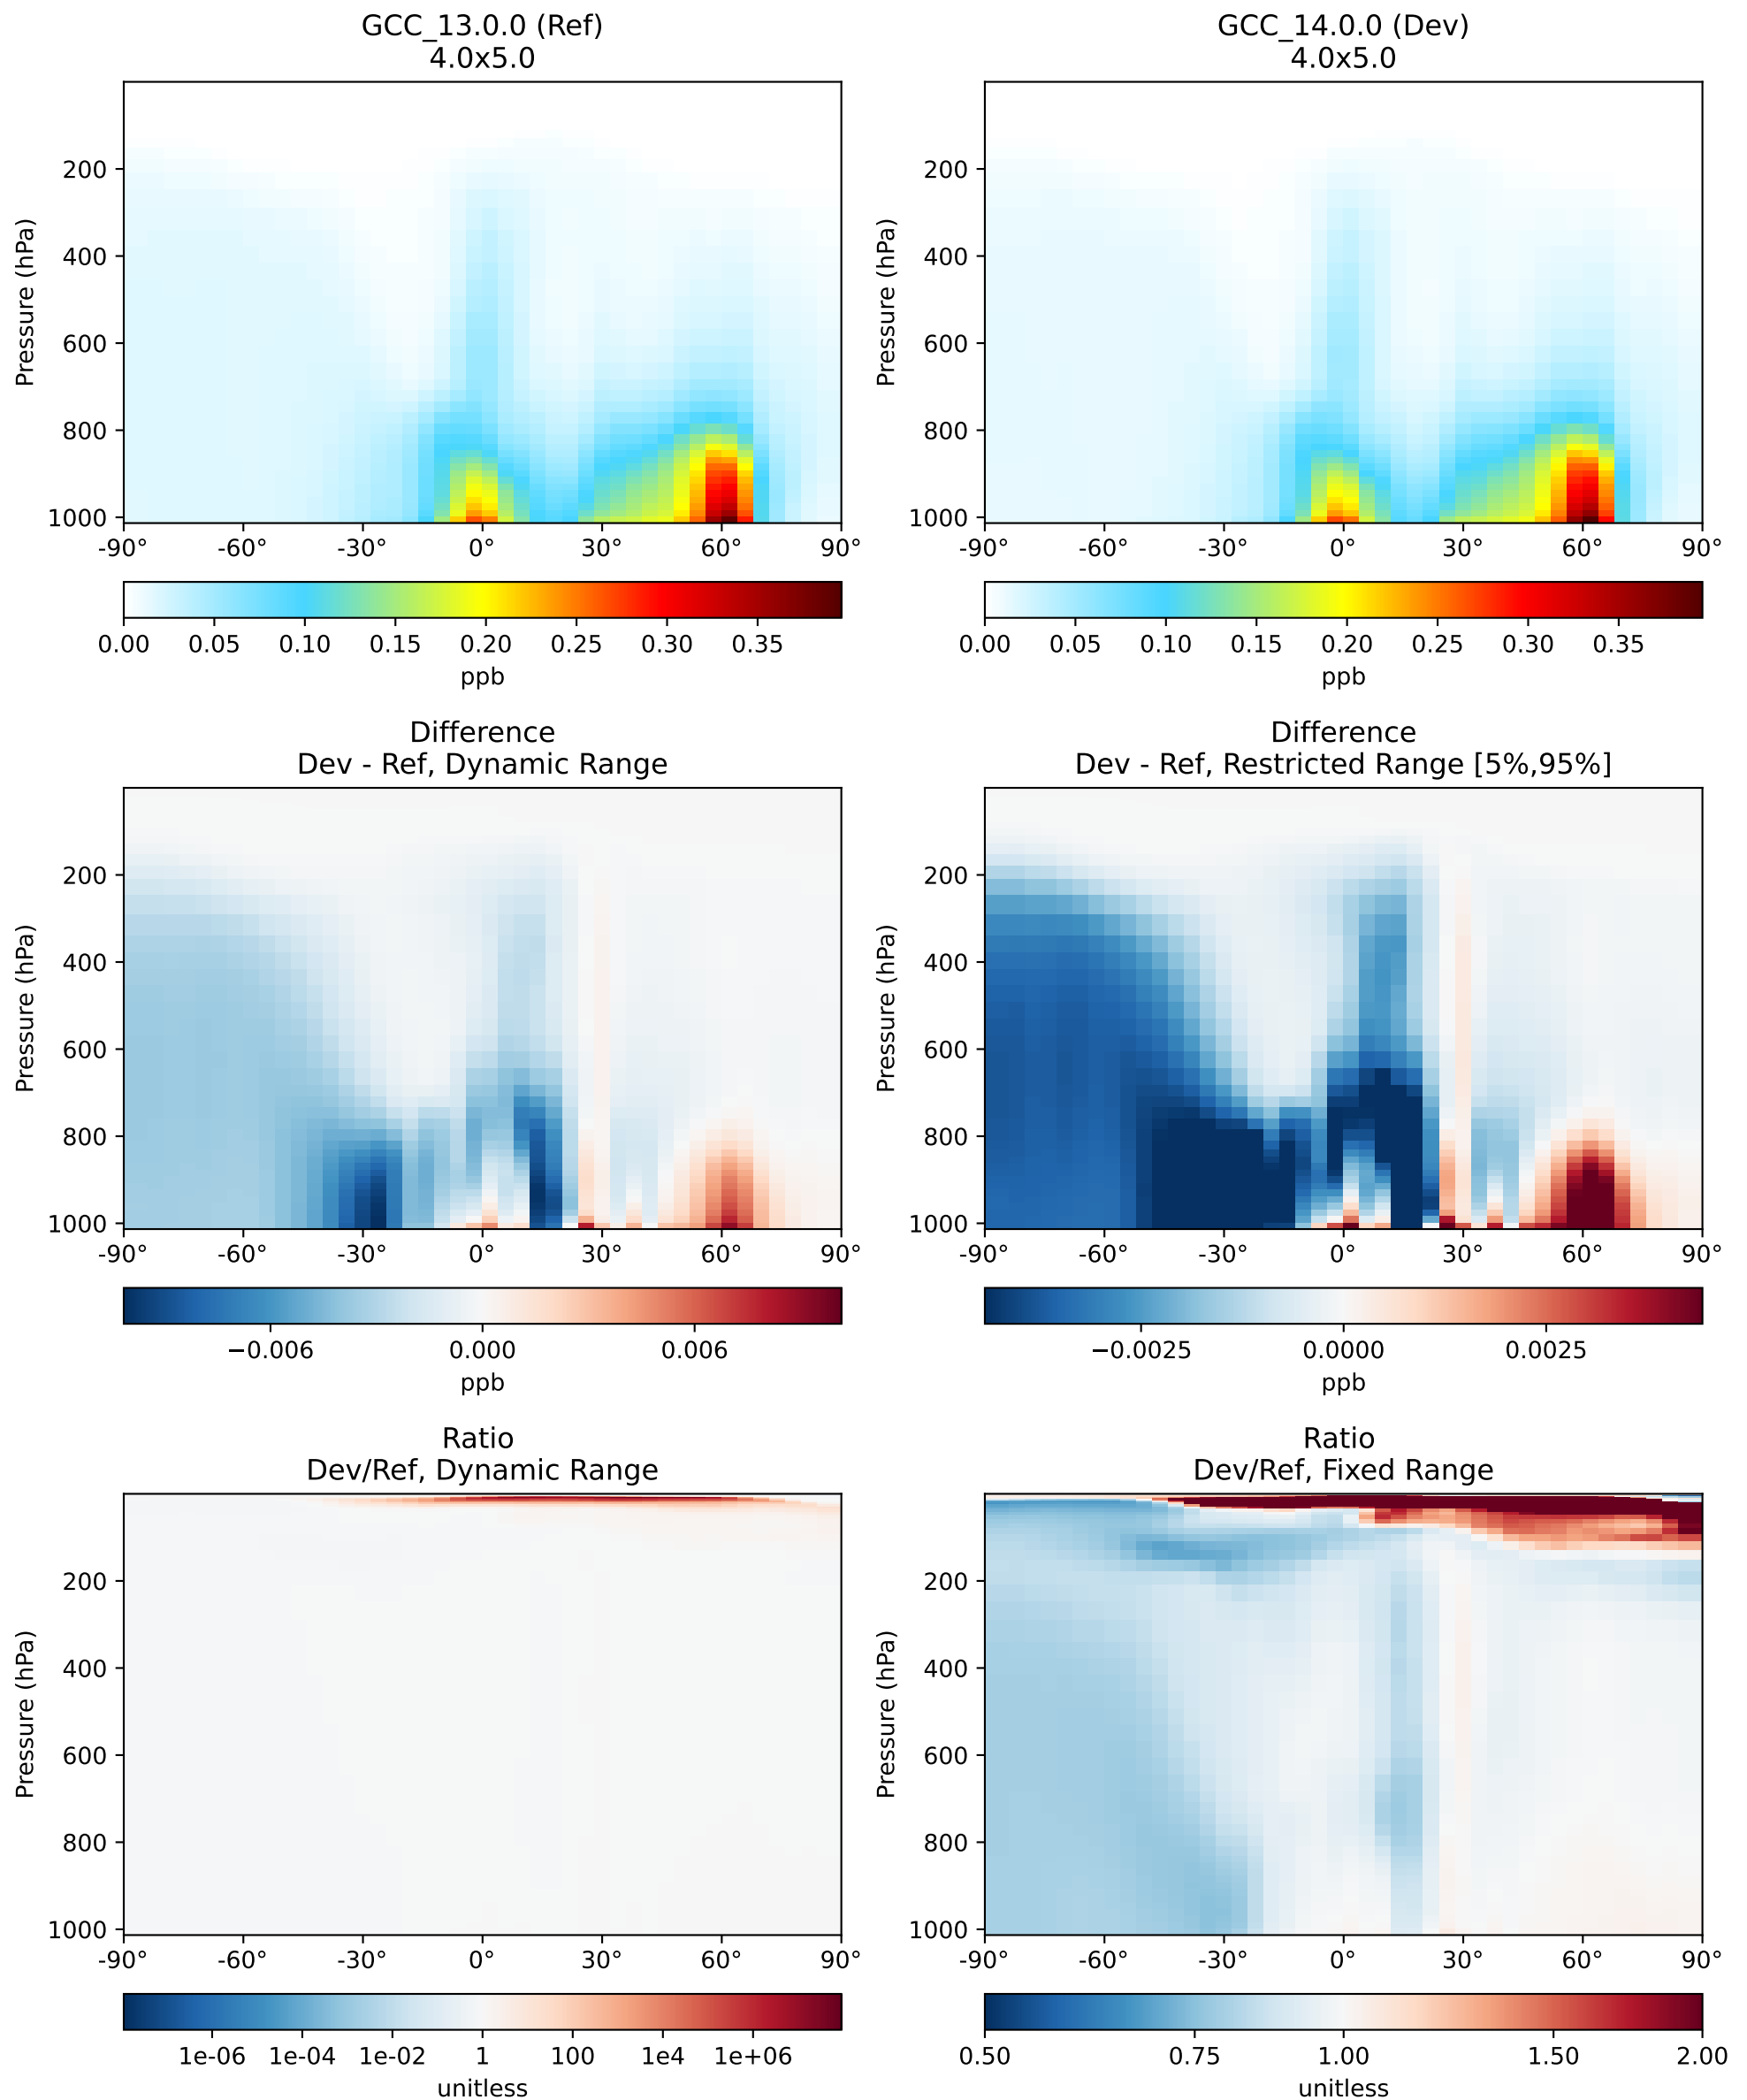 GCC_13.0.0 (Ref)
4.0x5.0
Pressure (hPa)
200
400
600
800
1000
-90° -60° -30° 0° 30° 60° 90°
0.00 0.05 0.10 0.15 0.20 0.25 0.30 0.35
ppb
GCC_14.0.0 (Dev)
4.0x5.0
Pressure (hPa)
200
400
600
800
1000
-90° -60° -30° 0° 30° 60° 90°
0.00 0.05 0.10 0.15 0.20 0.25 0.30 0.35
ppb
Difference
Dev - Ref, Dynamic Range
Pressure (hPa)
200
400
600
800
1000
-90° -60° -30° 0° 30° 60° 90°
−0.006 0.000 0.006
ppb
Difference
Dev - Ref, Restricted Range [5%,95%]
Pressure (hPa)
200
400
600
800
1000
-90° -60° -30° 0° 30° 60° 90°
−0.0025 0.0000 0.0025
ppb
Ratio
Dev/Ref, Dynamic Range
Pressure (hPa)
200
400
600
800
1000
-90° -60° -30° 0° 30° 60° 90°
1e-06 1e-04 1e-02 1 100 1e4 1e+06
unitless
Ratio
Dev/Ref, Fixed Range
Pressure (hPa)
200
400
600
800
1000
-90° -60° -30° 0° 30° 60° 90°
0.50 0.75 1.00 1.50 2.00
unitless